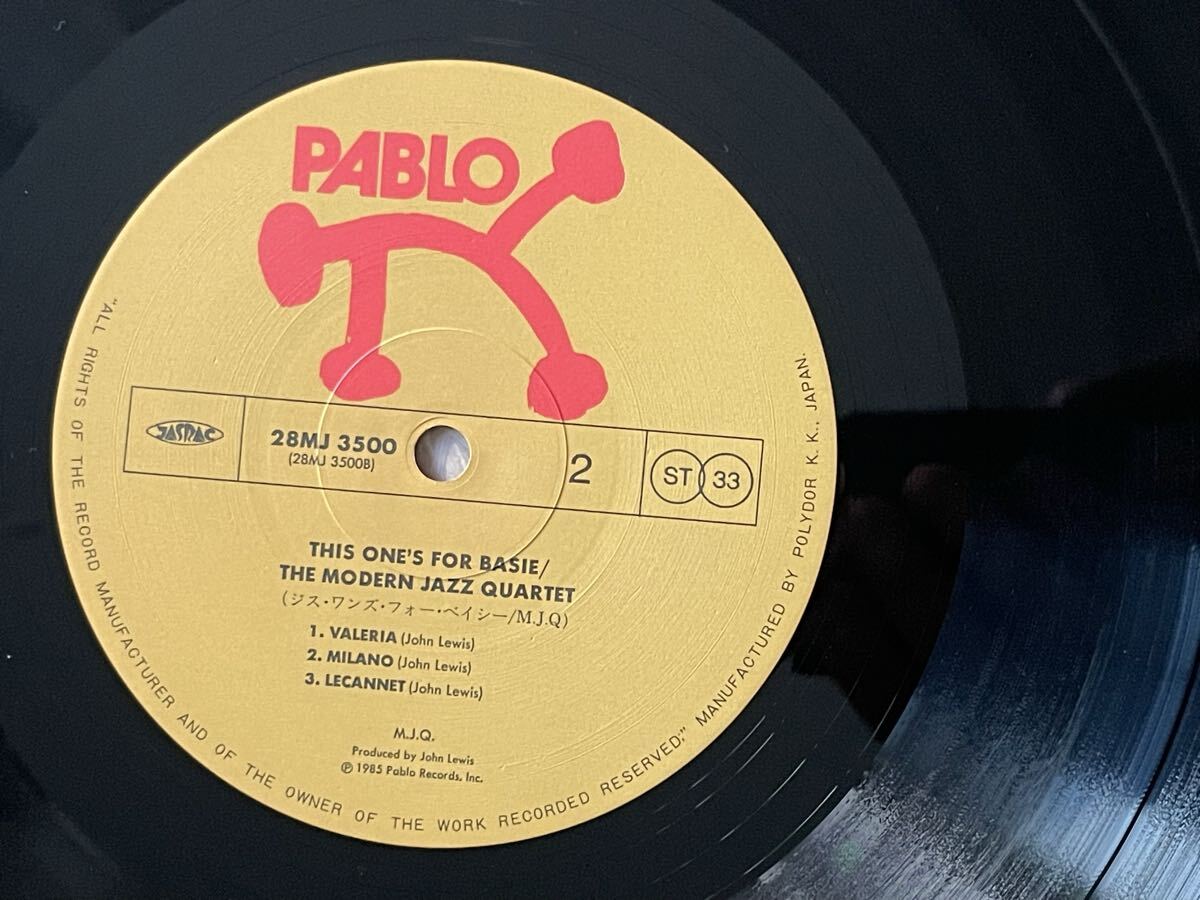 PABLO
JASRAC
28MJ 3500
(28MJ 3500B)
2
ST 33
THIS ONE'S FOR BASIE/
THE MODERN JAZZ QUARTET
(ジス・ワンズ・フォー・ベイシー/M.J.Q)
1. VALERIA (John Lewis)
2. MILANO (John Lewis)
3. LECANNET (John Lewis)
M.J.Q.
Produced by John Lewis
℗ 1985 Pablo Records, Inc.
"ALL RIGHTS OF THE RECORD MANUFACTURER AND OF THE OWNER OF THE WORK RECORDED RESERVED;" MANUFACTURED BY POLYDOR K. K., JAPAN.